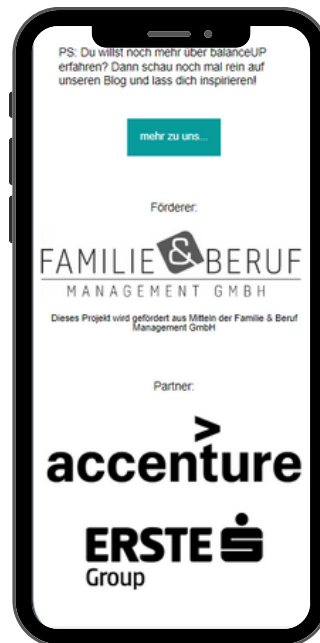 PS: Du willst noch mehr über balanceUP
erfahren? Dann schau noch mal rein auf
unseren Blog und lass dich inspirieren!
mehr zu uns...
Förderer:
FAMILIE & BERUF
MANAGEMENT GMBH
Dieses Projekt wird gefördert aus Mitteln der Familie & Beruf
Management GmbH
Partner:
>
accenture
ERSTE S
Group